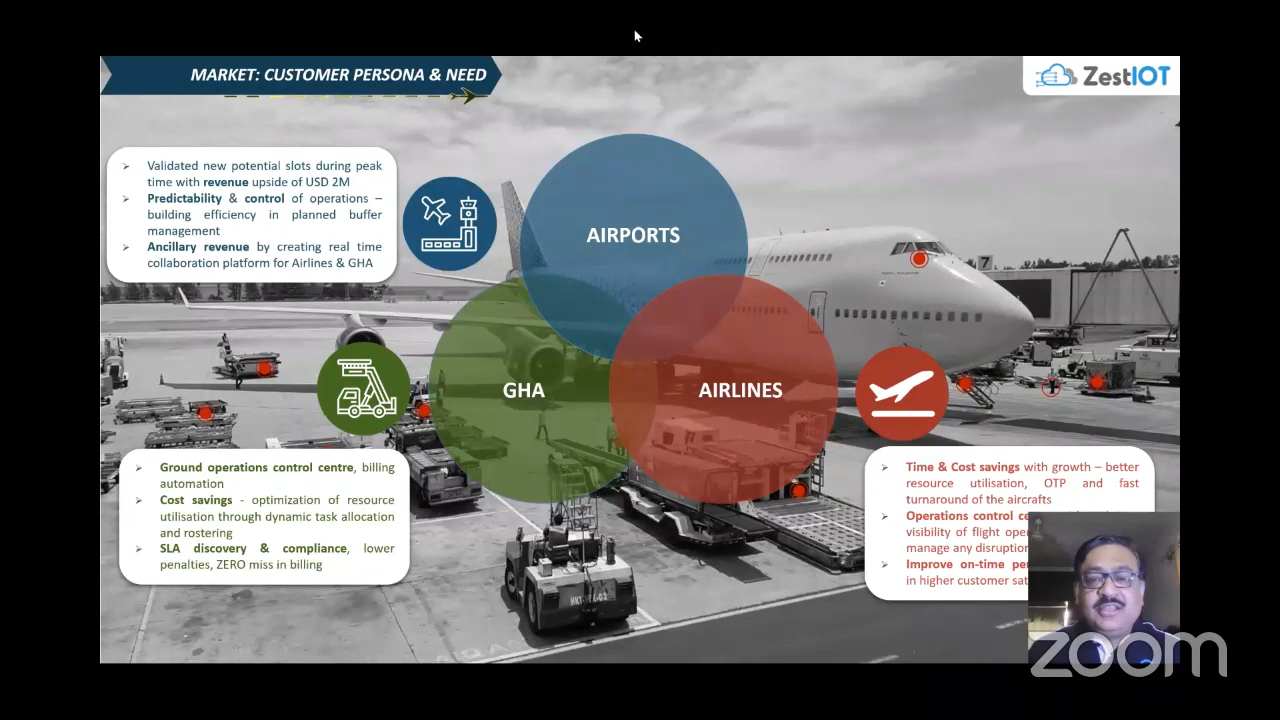 MARKET: CUSTOMER PERSONA & NEED
ZestIOT
Validated new potential slots during peak
time with revenue upside of USD 2M
Predictability & control of operations –
building efficiency in planned buffer
management
Ancillary revenue by creating real time
collaboration platform for Airlines & GHA
AIRPORTS
7
GHA
AIRLINES
Ground operations control centre, billing
automation
Cost savings - optimization of resource
utilisation through dynamic task allocation
and rostering
SLA discovery & compliance, lower
penalties, ZERO miss in billing
Time & Cost savings with growth – better
resource utilisation, OTP and fast
turnaround of the aircrafts
Operations control
visibility of flight
manage any
Improve on-time
in higher customer
zoom